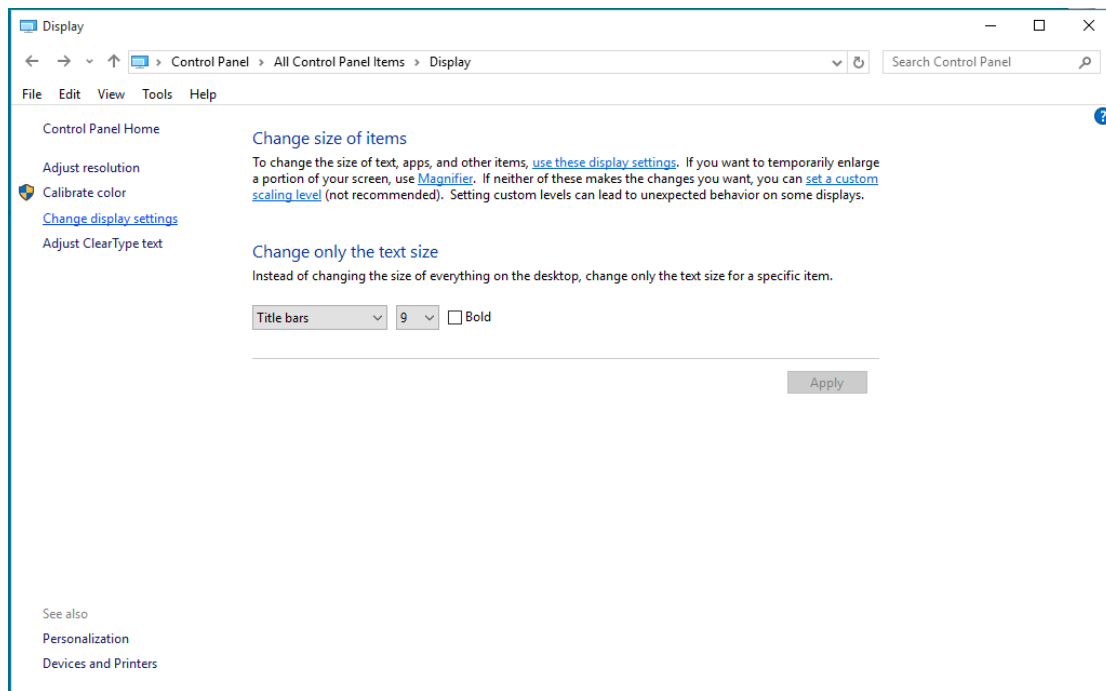 Display
Control Panel > All Control Panel Items > Display
Search Control Panel
File Edit View Tools Help
Control Panel Home
Adjust resolution
Calibrate color
Change display settings
Adjust ClearType text
Change size of items
To change the size of text, apps, and other items, use these display settings. If you want to temporarily enlarge
a portion of your screen, use Magnifier. If neither of these makes the changes you want, you can set a custom
scaling level (not recommended). Setting custom levels can lead to unexpected behavior on some displays.
Change only the text size
Instead of changing the size of everything on the desktop, change only the text size for a specific item.
Title bars 9 Bold
Apply
See also
Personalization
Devices and Printers